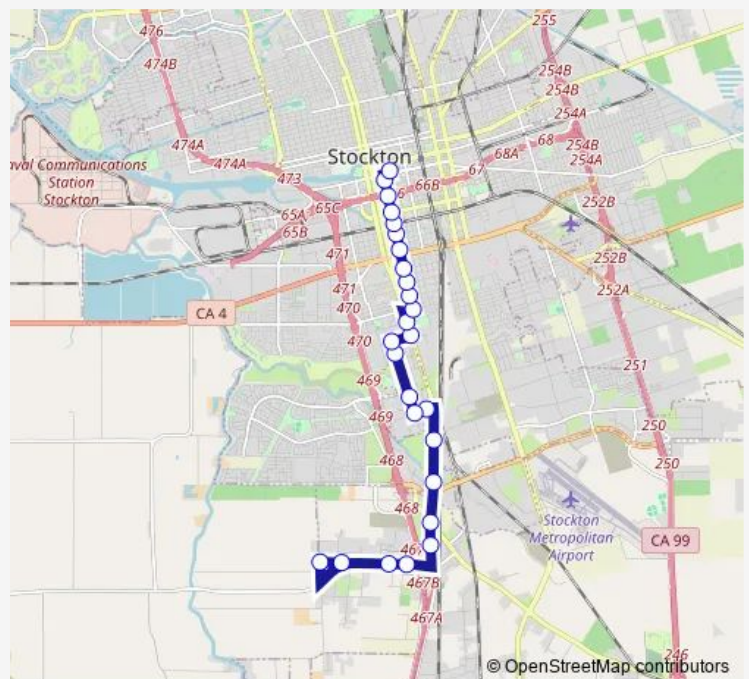 476
474B
255
254B
254B
254A
474A
474A
Stockton
68
254B
254A
68A
67
66B
6
473
val Communications
Station
Stockton
65A
65C
65B
252B
471
252B
252A
471
470
CA 4
470
251
469
469
250
250
468
468
Stockton
Metropolitan
Airport
CA 99
467
467B
467A
246
© OpenStreetMap contributors